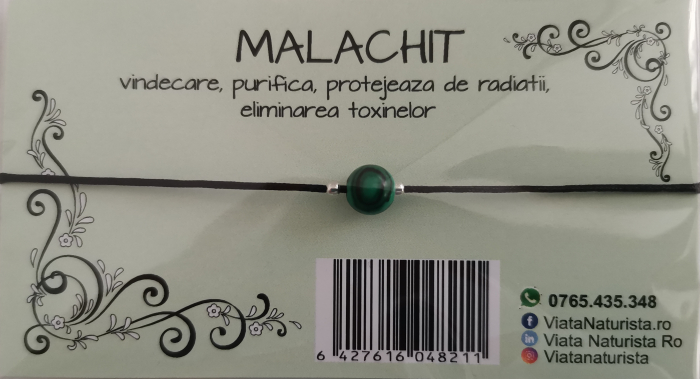 MALACHIT
vindecare, purifica, protejeaza de radiatii,
eliminarea toxinelor
6 427616 048211
0765.435.348
ViataNaturista.ro
Viata Naturista Ro
Viatanaturista